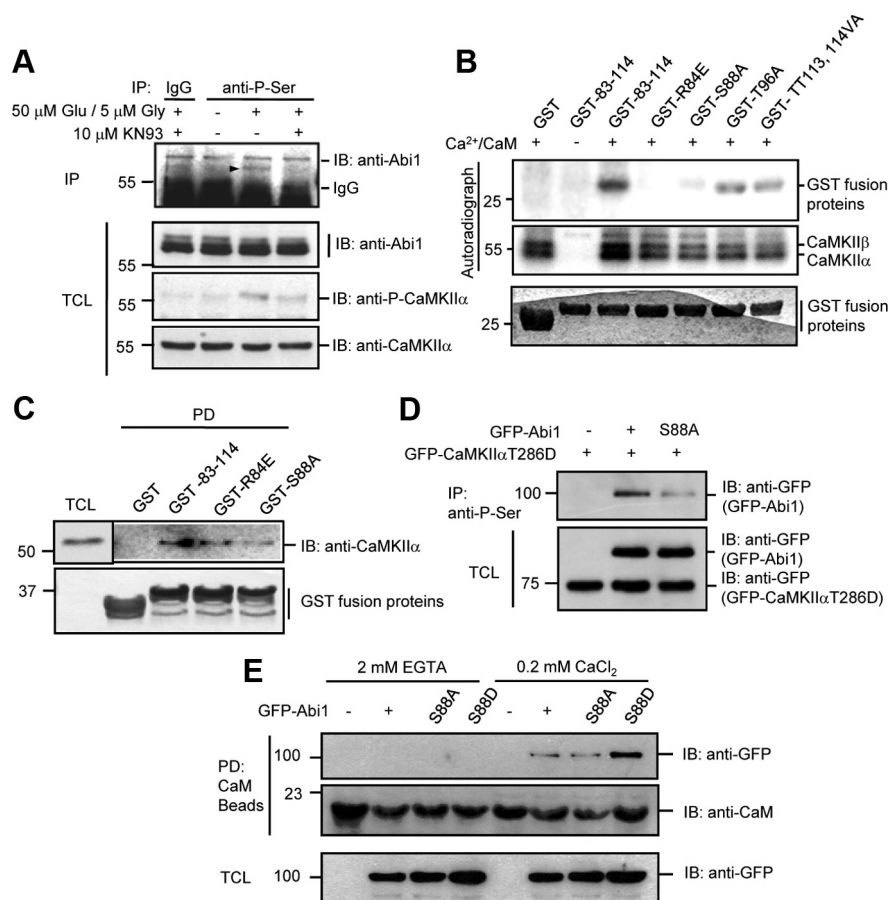 A
IP: IgG anti-P-Ser
50 μM Glu / 5 μM Gly + - + +
10 μM KN93 + - - +
IP
55
IB: anti-Abi1
IgG
TCL
55
IB: anti-Abi1
IB: anti-P-CaMKIIα
55
IB: anti-CaMKIIα
B
GST
GST-83-114
GST-83-114
GST-R84E
GST-S88A
GST-T96A
GST- TT113, 114VA
Ca2+/CaM + - + + + + +
Autoradiograph
25
GST fusion
proteins
55
CaMKIIβ
CaMKIIα
25
GST fusion
proteins
C
PD
TCL
GST
GST -83-114
GST-R84E
GST-S88A
50
IB: anti-CaMKIIα
37
GST fusion proteins
D
GFP-Abi1 - + S88A
GFP-CaMKIIαT286D + + +
IP:
anti-P-Ser
100
IB: anti-GFP
(GFP-Abi1)
TCL
75
IB: anti-GFP
(GFP-Abi1)
IB: anti-GFP
(GFP-CaMKIIαT286D)
E
2 mM EGTA 0.2 mM CaCl2
GFP-Abi1 - + S88A S88D - + S88A S88D
PD:
CaM
Beads
100
IB: anti-GFP
23
IB: anti-CaM
TCL 100 IB: anti-GFP